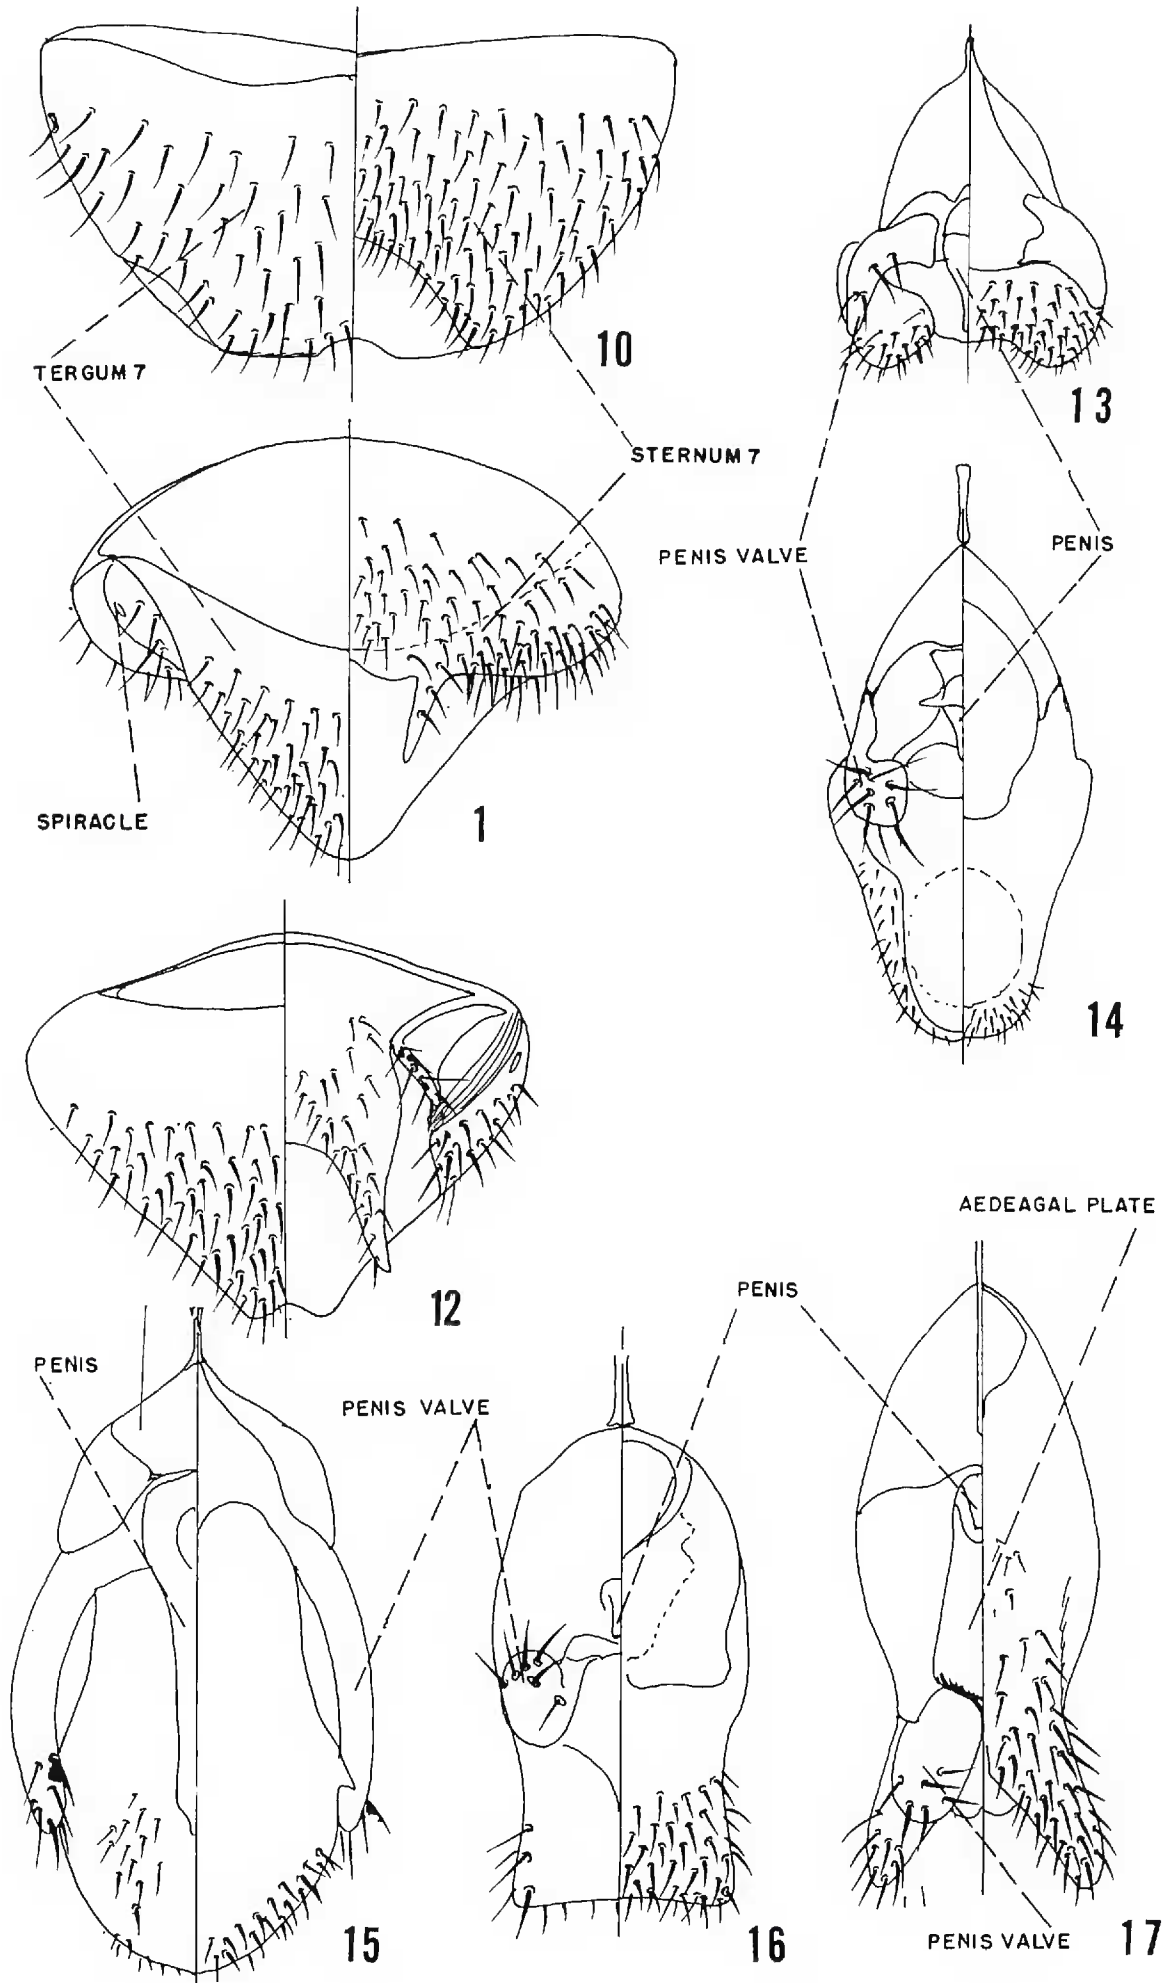 10
TERGUM 7
13
STERNUM 7
PENIS VALVE
PENIS
SPIRACLE
1
14
AEDEAGAL PLATE
12
PENIS
PENIS
PENIS VALVE
15
16
PENIS VALVE
17